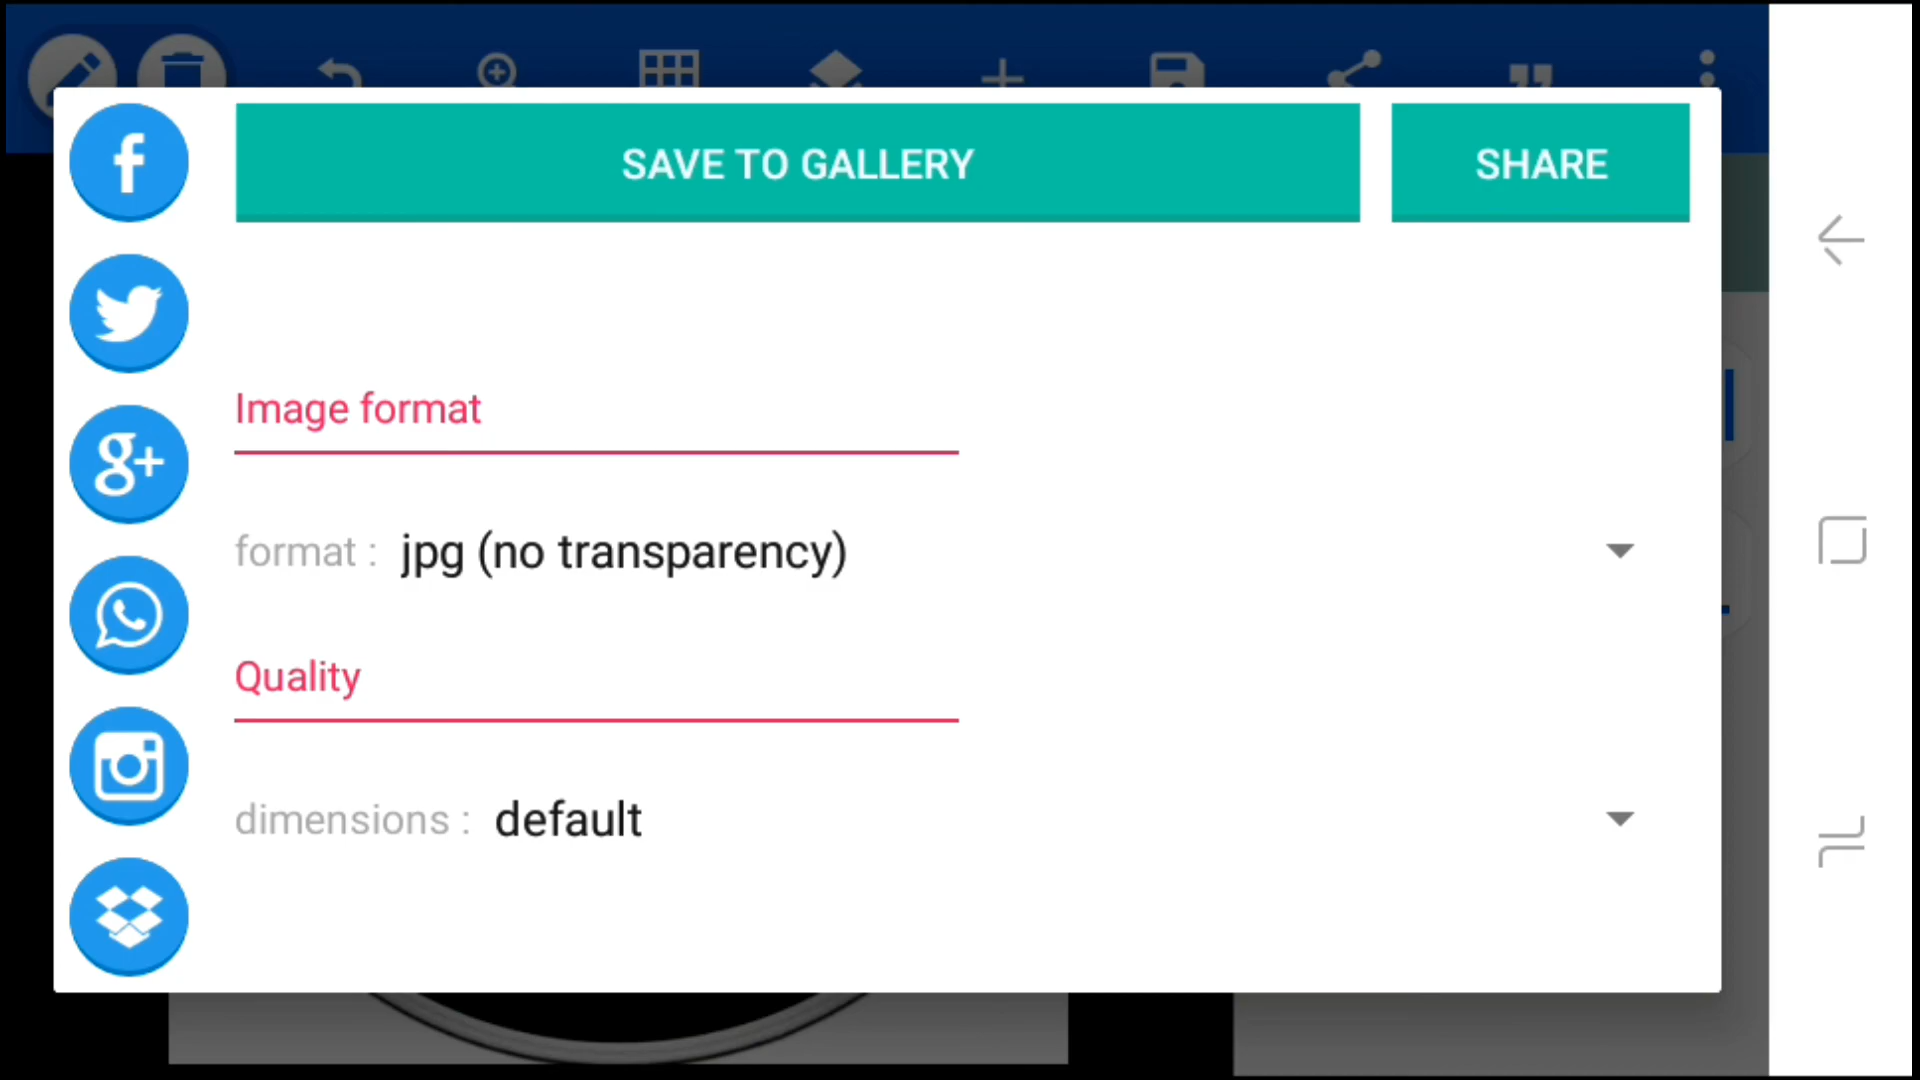 SAVE TO GALLERY
SHARE
Image format
format : jpg (no transparency)
Quality
dimensions : default